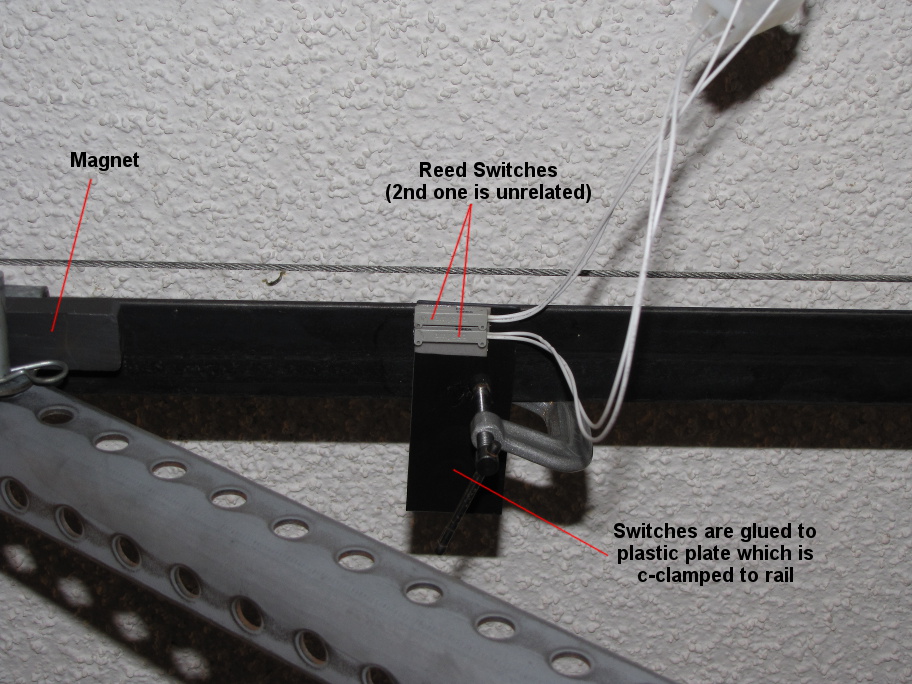 Magnet
Reed Switches
(2nd one is unrelated)
Switches are glued to
plastic plate which is
c-clamped to rail